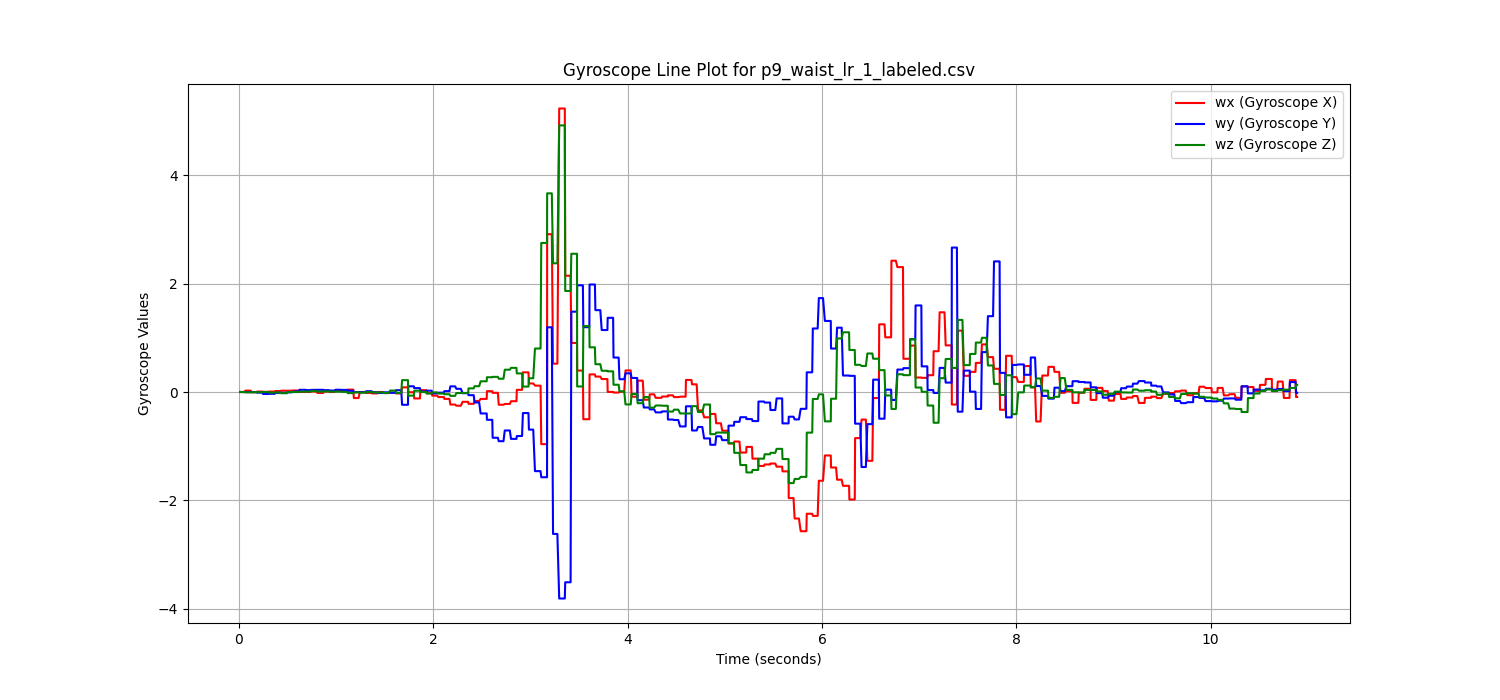 Gyroscope Line Plot for p9_waist_lr_1_labeled.csv
wx (Gyroscope X)
wy (Gyroscope Y)
wz (Gyroscope Z)
Gyroscope Values
4
2
0
−2
−4
0 2 4 6 8 10
Time (seconds)